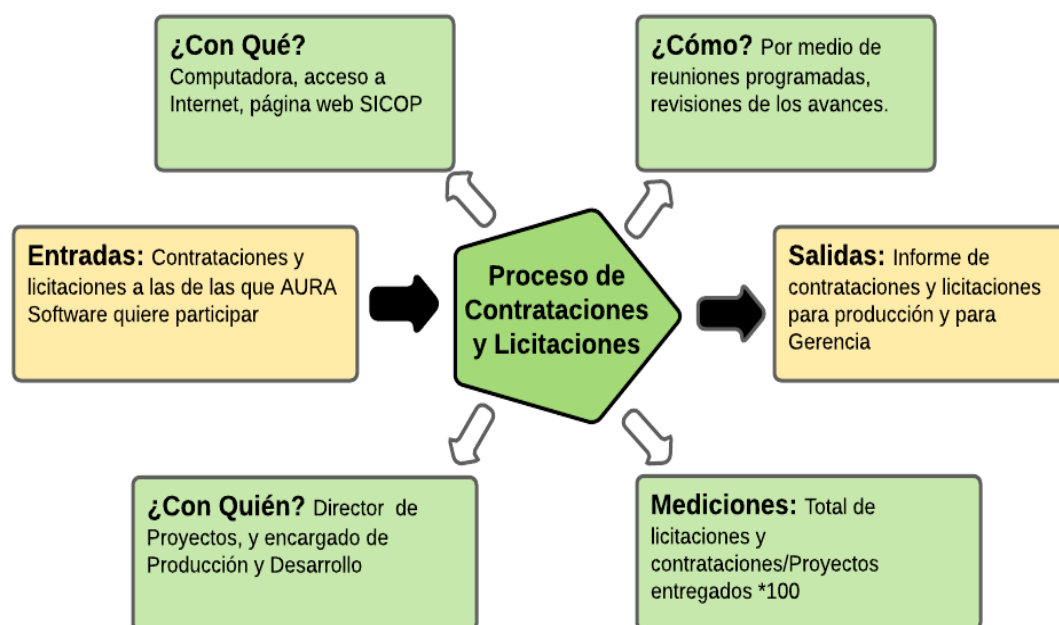 ¿Con Qué?
Computadora, acceso a
Internet, página web SICOP
¿Cómo? Por medio de
reuniones programadas,
revisiones de los avances.
Entradas: Contrataciones y
licitaciones a las de las que AURA
Software quiere participar
Proceso de
Contrataciones
y Licitaciones
Salidas: Informe de
contrataciones y licitaciones
para producción y para
Gerencia
¿Con Quién? Director de
Proyectos, y encargado de
Producción y Desarrollo
Mediciones: Total de
licitaciones y
contrataciones/Proyectos
entregados *100